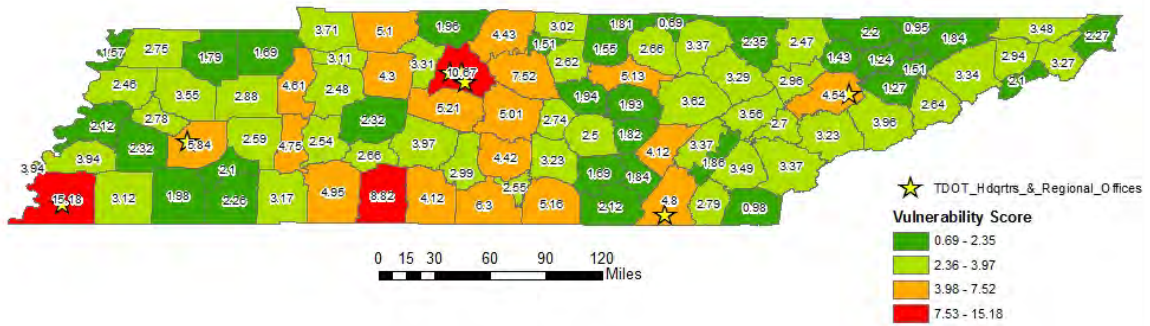 3.71 5.1 1.96 4.43 3.02 1.81 0.69 2.2 0.95 3.48 2.27
1.57 2.75 1.79 1.69 3.11 3.31 1.51 1.55 2.66 3.37 2.35 2.47 1.43 1.24 1.84 2.94 3.27
2.46 3.55 2.88 4.61 2.48 4.3 10.67 7.52 2.62 5.13 3.29 2.96 4.54 1.27 1.51 3.34 2.1
2.12 2.78 2.32 5.21 5.01 1.94 1.93 3.62 3.56 2.7 3.23 3.96 2.64
3.94 3.94 2.32 5.84 2.59 4.75 2.54 2.66 3.97 2.99 4.42 2.74 2.5 1.82 4.12 3.37 1.86 3.49 3.37
15.18 3.12 1.98 2.1 2.26 3.17 4.95 8.82 4.12 6.3 2.55 3.23 5.16 1.69 1.84 2.12 4.8 2.79 0.98
TDOT_Hdqrtrs_&_Regional_Offices
Vulnerability Score
0.69 - 2.35
2.36 - 3.97
3.98 - 7.52
7.53 - 15.18
0 15 30 60 90 120
Miles